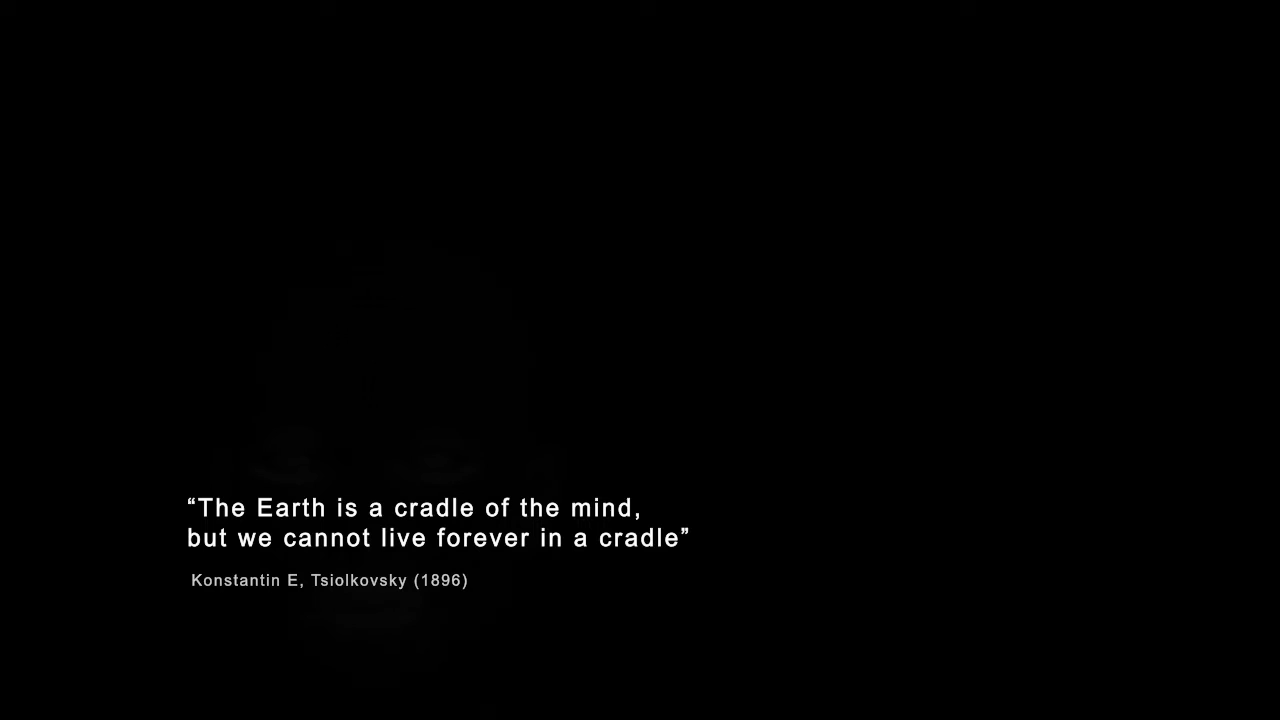 “The Earth is a cradle of the mind,
but we cannot live forever in a cradle”
Konstantin E, Tsiolkovsky (1896)